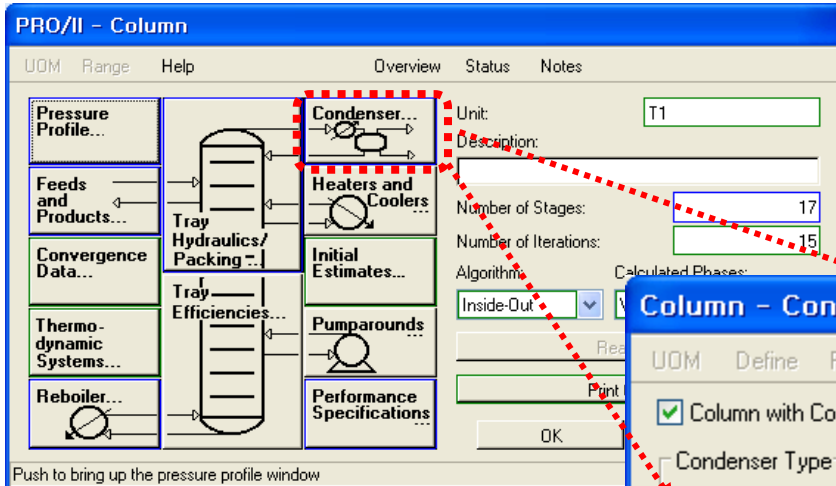 PRO/II - Column
UOM Range Help Overview Status Notes
Pressure
Profile...
Feeds
and
Products...
Convergence
Data...
Thermo-
dynamic
Systems...
Reboiler...
Tray
Hydraulics/
Packing ...
Tray
Efficiencies...
Condenser...
Heaters and
Coolers
...
Initial
Estimates...
Pumparounds
...
Performance
Specifications
...
Unit: T1
Description:
Number of Stages: 17
Number of Iterations: 15
Algorithm: Calculated Phases:
Inside-Out
Rea
Print
OK
Push to bring up the pressure profile window
Column - Con
UOM Define
Column with Co
Condenser Type